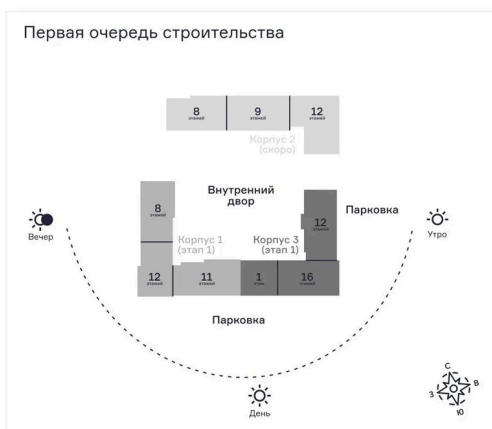 Первая очередь строительства
8
этажей
9
этажей
12
этажей
Корпус 2
(скоро)
8
этажей
Внутренний
двор
12
этажей
Парковка
Вечер
Утро
Корпус 1
(этап 1)
Корпус 3
(этап 1)
12
этажей
11
этажей
1
этаж
16
этажей
Парковка
День
С
В
З
Ю